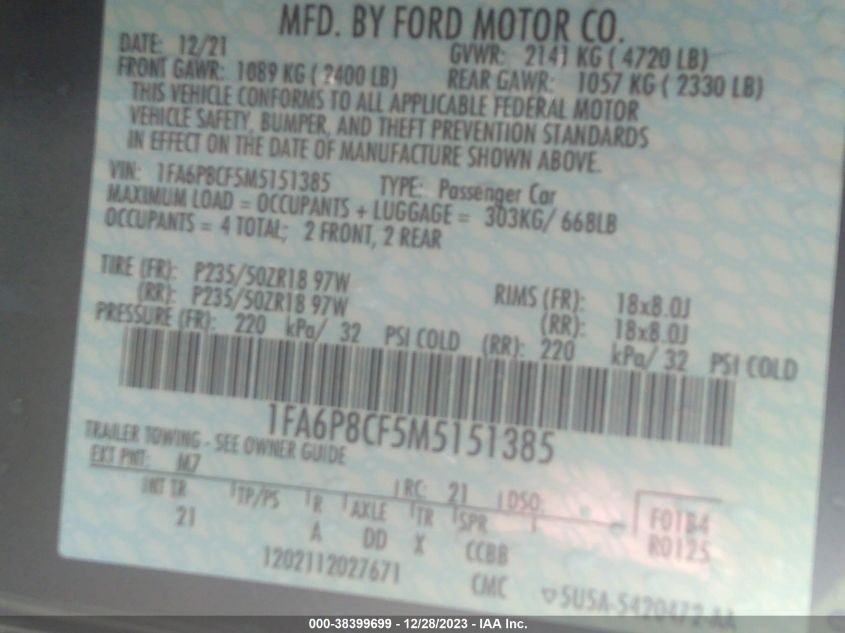 MFD. BY FORD MOTOR CO.
DATE: 12/21 GVWR: 2141 KG ( 4720 LB)
FRONT GAWR: 1089 KG ( 2400 LB) REAR GAWR: 1057 KG ( 2330 LB)
THIS VEHICLE CONFORMS TO ALL APPLICABLE FEDERAL MOTOR
VEHICLE SAFETY, BUMPER, AND THEFT PREVENTION STANDARDS
IN EFFECT ON THE DATE OF MANUFACTURE SHOWN ABOVE.
VIN: 1FA6P8CF5M5151385 TYPE: Passenger Car
MAXIMUM LOAD = OCCUPANTS + LUGGAGE = 303KG/ 668LB
OCCUPANTS = 4 TOTAL; 2 FRONT, 2 REAR
TIRE (FR): P235/50ZR18 97W RIMS (FR): 18x8.0J
(RR): P235/50ZR18 97W (RR): 18x8.0J
PRESSURE (FR): 220 kPa/ 32 PSI COLD (RR): 220 kPa/ 32 PSI COLD
1FA6P8CF5M5151385
TRAILER TOWING - SEE OWNER GUIDE
EXT PNT: M7 RC: 21 DSO:
INT TR TP/PS R AXLE TR SPR F01B4
21 A DD X CCBB R0125
1202112027671 CMC 5U5A-5420472-AA
000-38399699 - 12/28/2023 - IAA Inc.